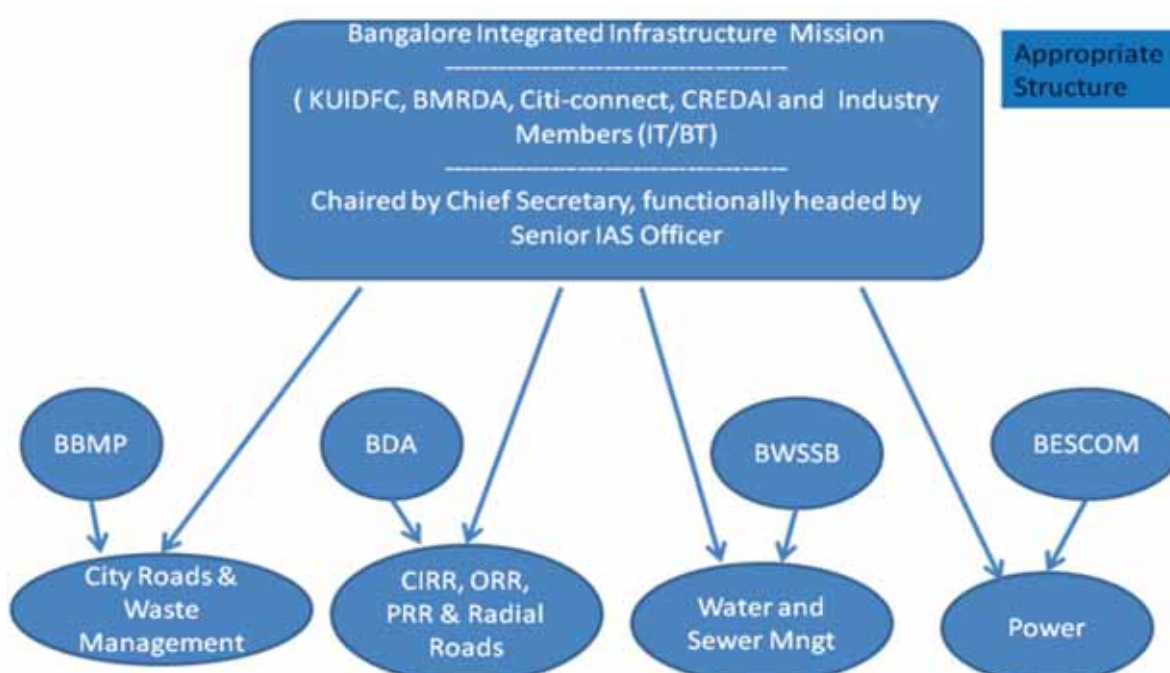 Bangalore Integrated Infrastructure Mission
-----------------------------------
( KUIDFC, BMRDA, Citi-connect, CREDAI and Industry
Members (IT/BT)
-----------------------------------
Chaired by Chief Secretary, functionally headed by
Senior IAS Officer
Appropriate
Structure
BBMP
BDA
BWSSB
BESCOM
City Roads &
Waste
Management
CIRR, ORR,
PRR & Radial
Roads
Water and
Sewer Mngt
Power